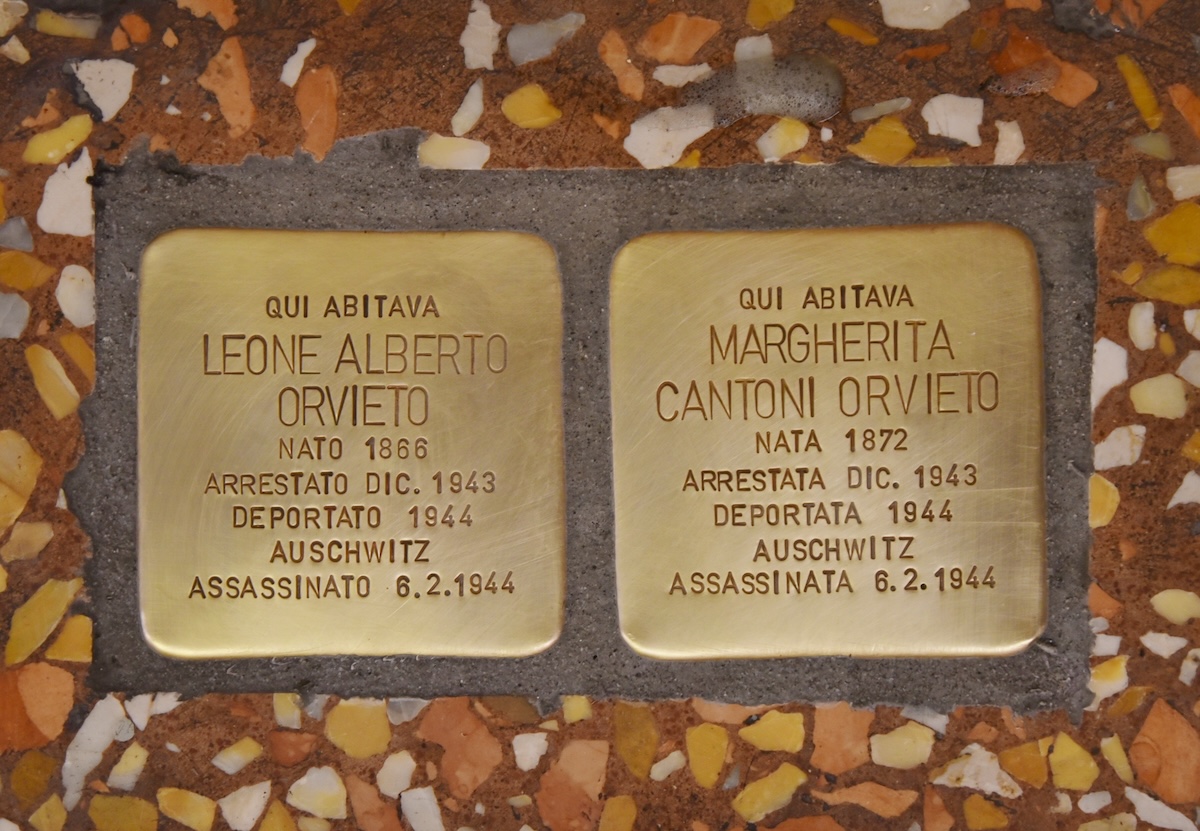 QUI ABITAVA
LEONE ALBERTO
ORVIETO
NATO 1866
ARRESTATO DIC. 1943
DEPORTATO 1944
AUSCHWITZ
ASSASSINATO 6.2.1944
QUI ABITAVA
MARGHERITA
CANTONI ORVIETO
NATA 1872
ARRESTATA DIC. 1943
DEPORTATA 1944
AUSCHWITZ
ASSASSINATA 6.2.1944